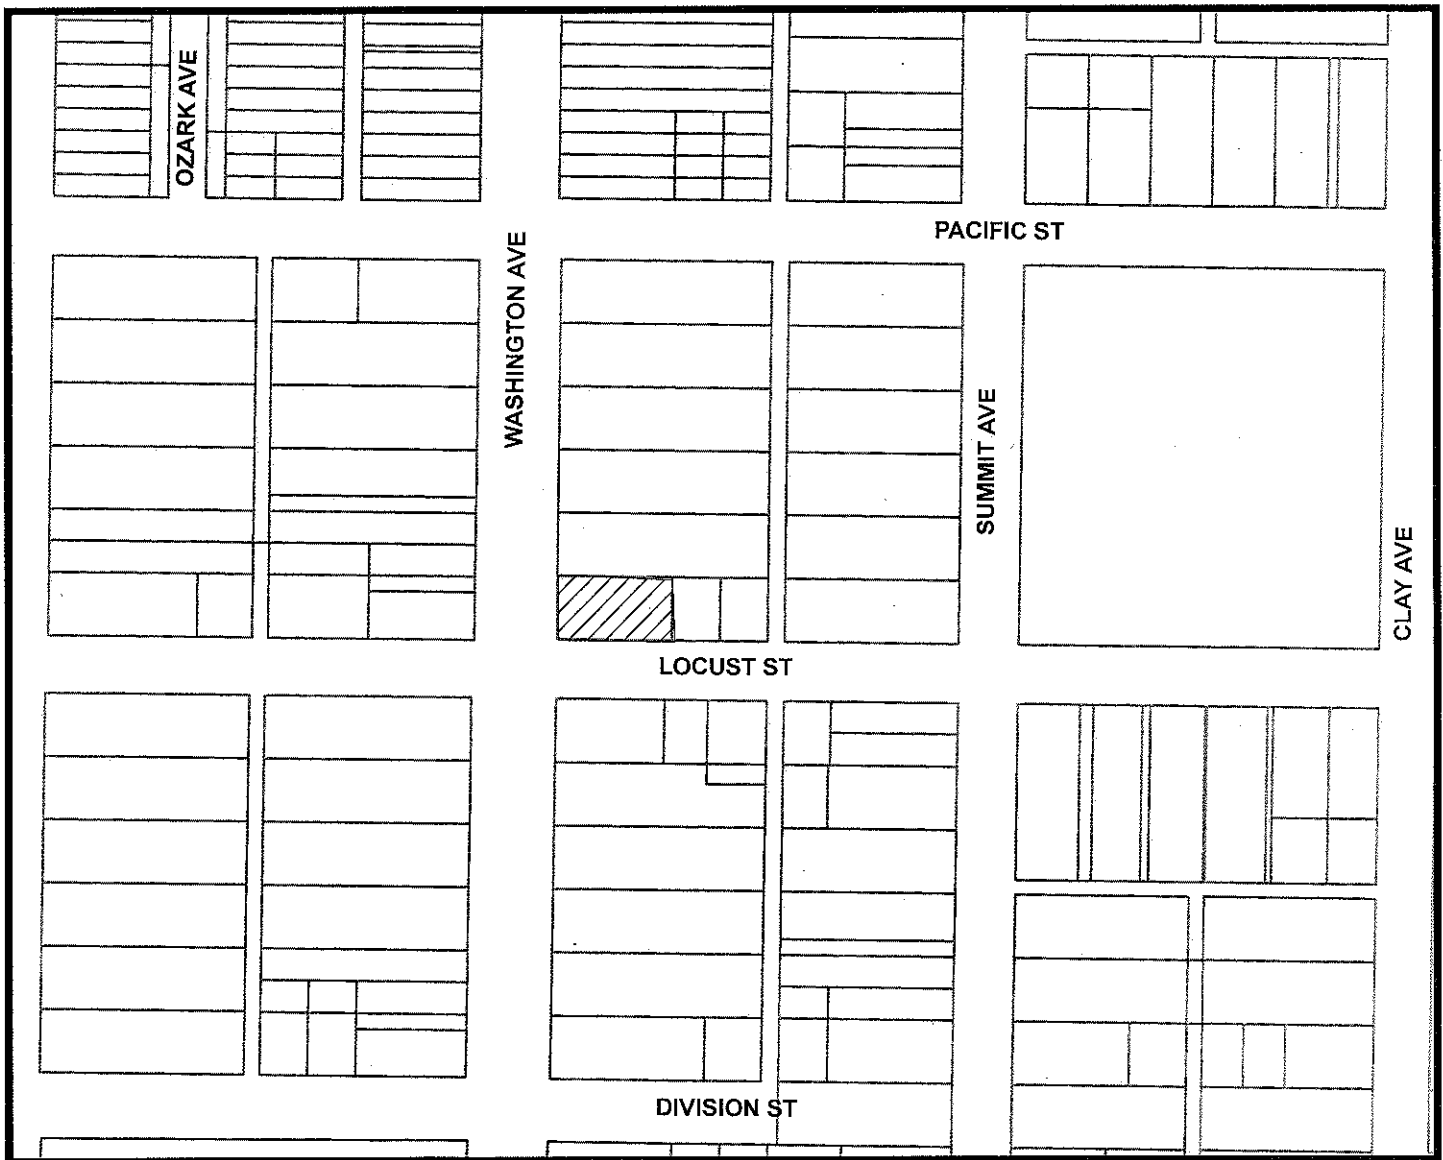 OZARK AVE
PACIFIC ST
WASHINGTON AVE
SUMMIT AVE
CLAY AVE
LOCUST ST
DIVISION ST